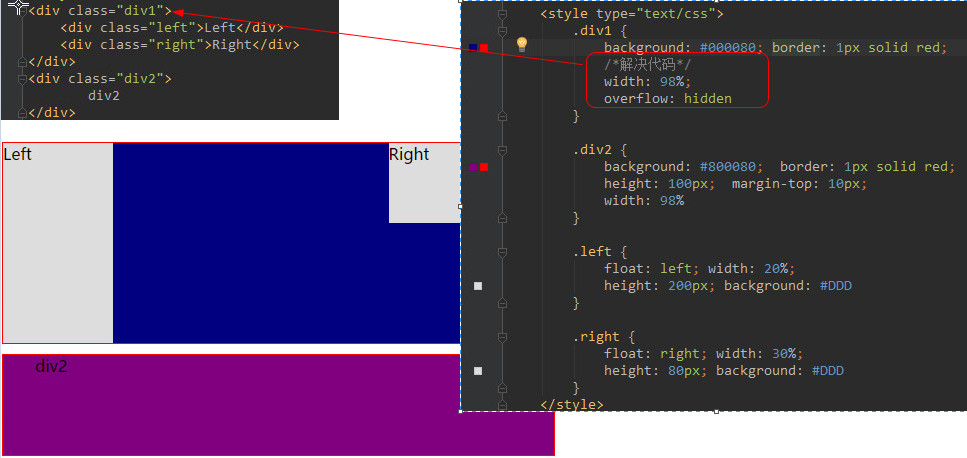 <div class="div1">
<div class="left">Left</div>
<div class="right">Right</div>
</div>
<div class="div2">
div2
</div>
Left
Right
div2
<style type="text/css">
.div1 {
background: #000080; border: 1px solid red;
/*解决代码*/
width: 98%;
overflow: hidden
}
.div2 {
background: #800080; border: 1px solid red;
height: 100px; margin-top: 10px;
width: 98%
}
.left {
float: left; width: 20%;
height: 200px; background: #DDD
}
.right {
float: right; width: 30%;
height: 80px; background: #DDD
}
</style>